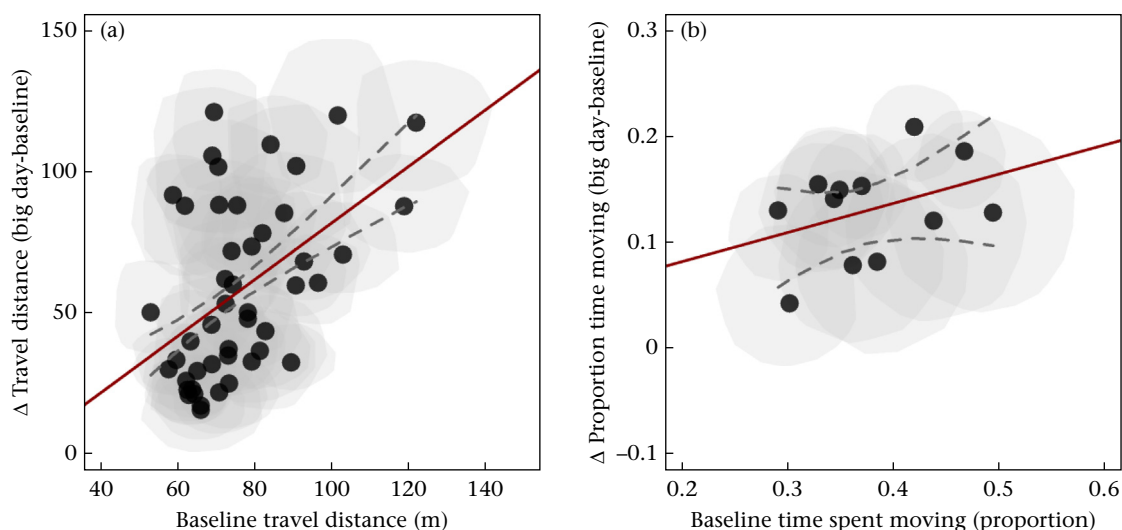 (a)
Δ Travel distance (big day-baseline)
150
100
50
0
40 60 80 100 120 140
Baseline travel distance (m)
(b)
Δ Proportion time moving (big day-baseline)
0.3
0.2
0.1
0
–0.1
0.2 0.3 0.4 0.5 0.6
Baseline time spent moving (proportion)